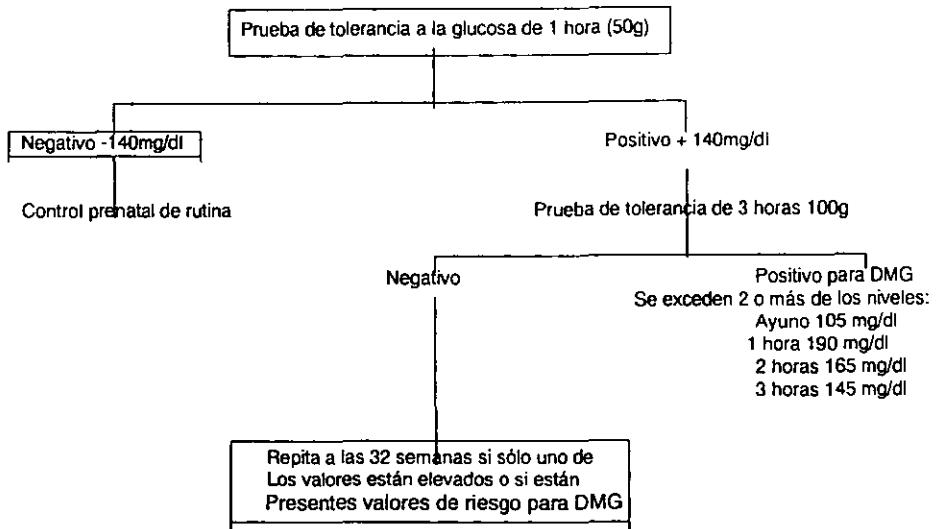 Prueba de tolerancia a la glucosa de 1 hora (50g)
Negativo -140mg/dl
Positivo + 140mg/dl
Control prenatal de rutina
Prueba de tolerancia de 3 horas 100g
Negativo
Positivo para DMG
Se exceden 2 o más de los niveles:
Ayuno 105 mg/dl
1 hora 190 mg/dl
2 horas 165 mg/dl
3 horas 145 mg/dl
Repita a las 32 semanas si sólo uno de
Los valores están elevados o si están
Presentes valores de riesgo para DMG